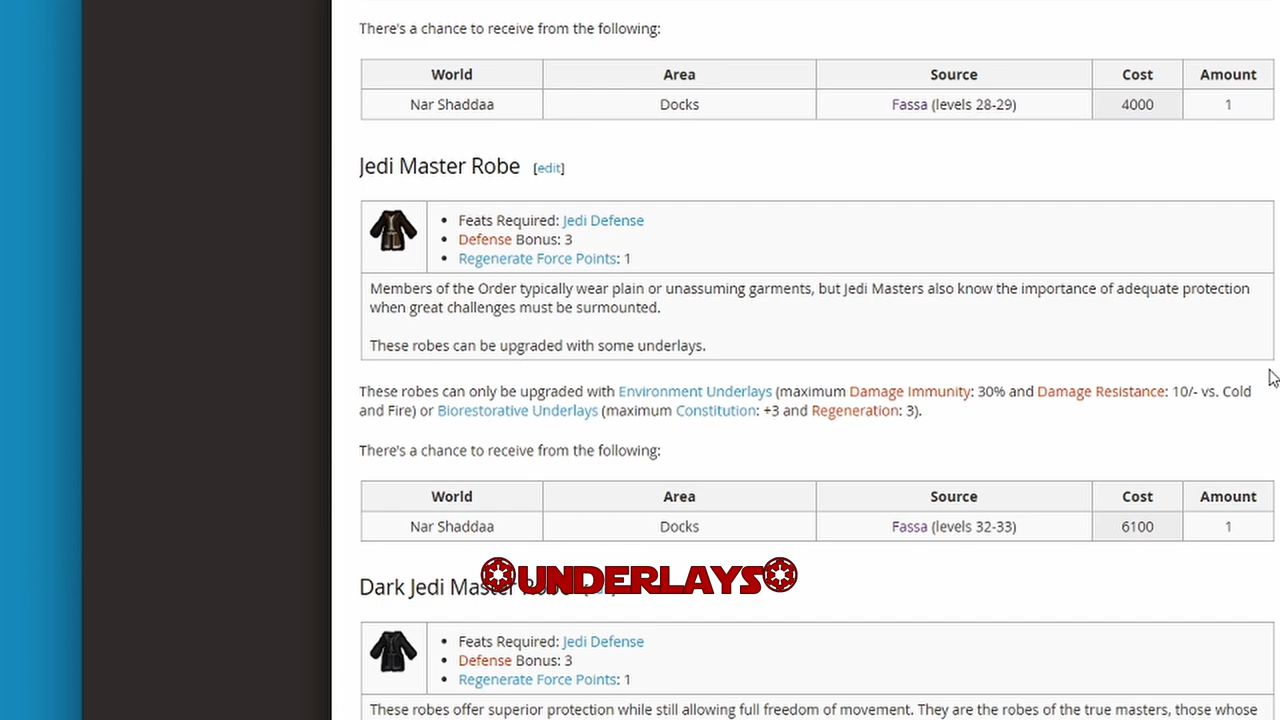 There's a chance to receive from the following:
World Area Source Cost Amount
Nar Shaddaa Docks Fassa (levels 28-29) 4000 1
Jedi Master Robe [edit]
• Feats Required: Jedi Defense
• Defense Bonus: 3
• Regenerate Force Points: 1
Members of the Order typically wear plain or unassuming garments, but Jedi Masters also know the importance of adequate protection
when great challenges must be surmounted.
These robes can be upgraded with some underlays.
These robes can only be upgraded with Environment Underlays (maximum Damage Immunity: 30% and Damage Resistance: 10/- vs. Cold
and Fire) or Biorestorative Underlays (maximum Constitution: +3 and Regeneration: 3).
There's a chance to receive from the following:
World Area Source Cost Amount
Nar Shaddaa Docks Fassa (levels 32-33) 6100 1
UNDERLAYS
Dark Jedi Master
• Feats Required: Jedi Defense
• Defense Bonus: 3
• Regenerate Force Points: 1
These robes offer superior protection while still allowing full freedom of movement. They are the robes of the true masters, those whose